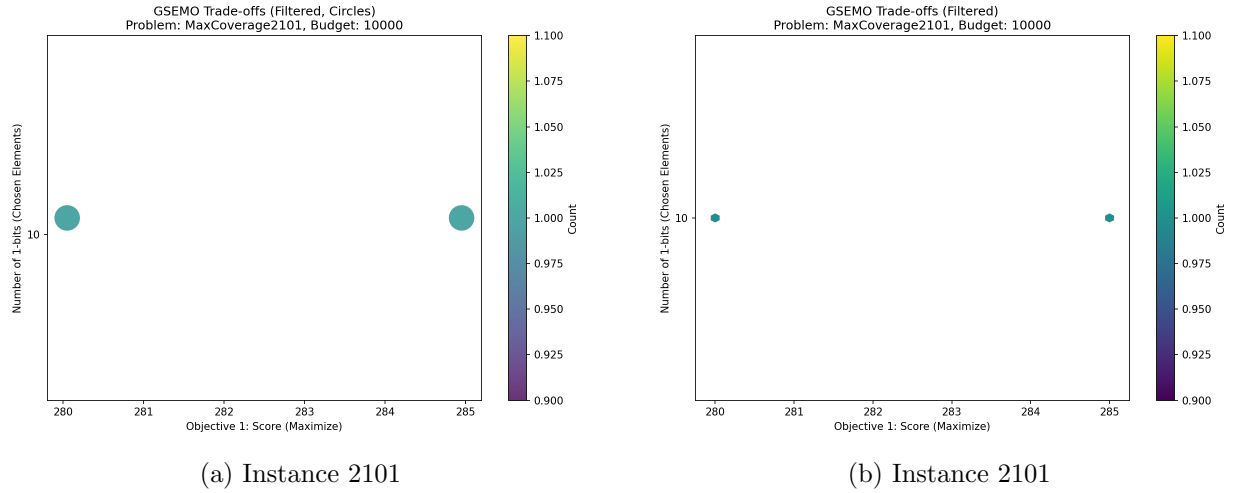 GSEMO Trade-offs (Filtered, Circles)
Problem: MaxCoverage2101, Budget: 10000
Number of 1-bits (Chosen Elements)
10
280 281 282 283 284 285
Objective 1: Score (Maximize)
1.100
1.075
1.050
1.025
1.000
0.975
0.950
0.925
0.900
Count
(a) Instance 2101
GSEMO Trade-offs (Filtered)
Problem: MaxCoverage2101, Budget: 10000
Number of 1-bits (Chosen Elements)
10
280 281 282 283 284 285
Objective 1: Score (Maximize)
1.100
1.075
1.050
1.025
1.000
0.975
0.950
0.925
0.900
Count
(b) Instance 2101